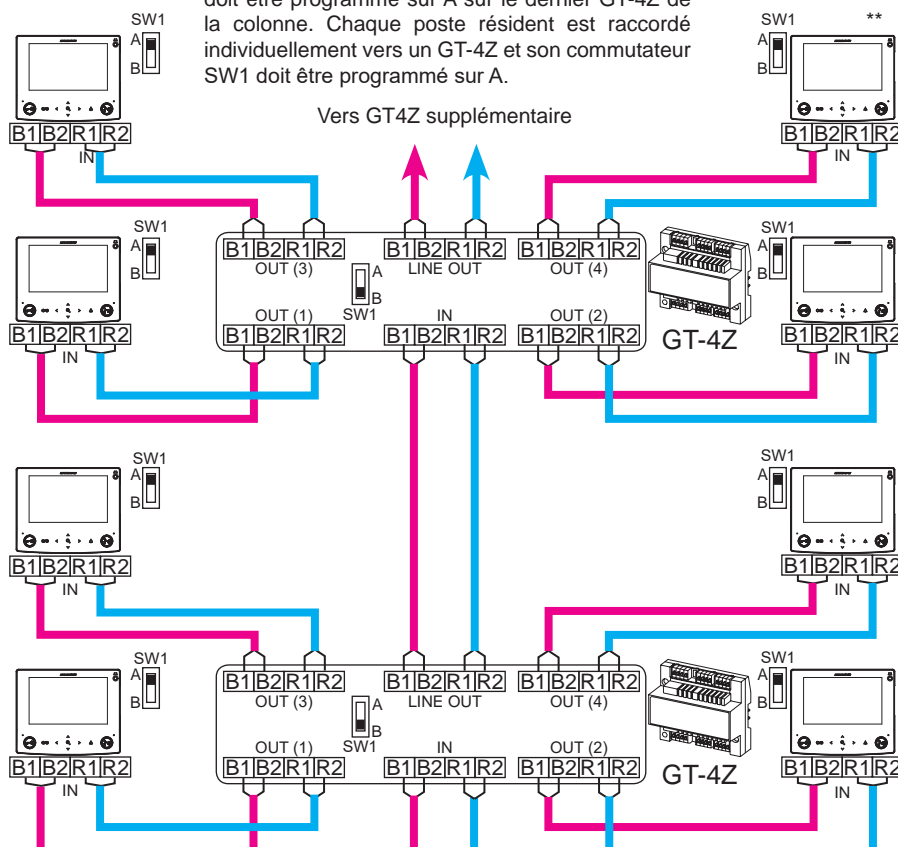 doit être programmé sur A sur le dernier GT-4Z de
la colonne. Chaque poste résident est raccordé
individuellement vers un GT-4Z et son commutateur
SW1 doit être programmé sur A.
SW1
A
B
SW1
**
A
B
Vers GT4Z supplémentaire
B1 B2 R1 R2
IN
B1 B2 R1 R2
IN
SW1
A
B
B1 B2 R1 R2
OUT (3)
B1 B2 R1 R2
LINE OUT
B1 B2 R1 R2
OUT (4)
SW1
A
B
A
B
SW1
OUT (1)
B1 B2 R1 R2
IN
B1 B2 R1 R2
OUT (2)
B1 B2 R1 R2
GT-4Z
B1 B2 R1 R2
IN
B1 B2 R1 R2
IN
SW1
A
B
SW1
A
B
B1 B2 R1 R2
IN
B1 B2 R1 R2
IN
SW1
A
B
B1 B2 R1 R2
OUT (3)
B1 B2 R1 R2
LINE OUT
B1 B2 R1 R2
OUT (4)
SW1
A
B
A
B
SW1
OUT (1)
B1 B2 R1 R2
IN
B1 B2 R1 R2
OUT (2)
B1 B2 R1 R2
GT-4Z
B1 B2 R1 R2
IN
B1 B2 R1 R2
IN